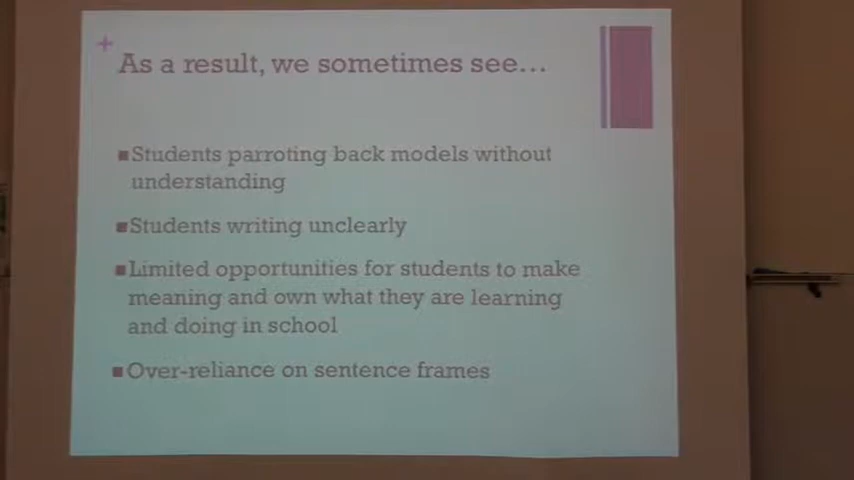 +
As a result, we sometimes see...
■Students parroting back models without
understanding
■Students writing unclearly
■Limited opportunities for students to make
meaning and own what they are learning
and doing in school
■Over-reliance on sentence frames